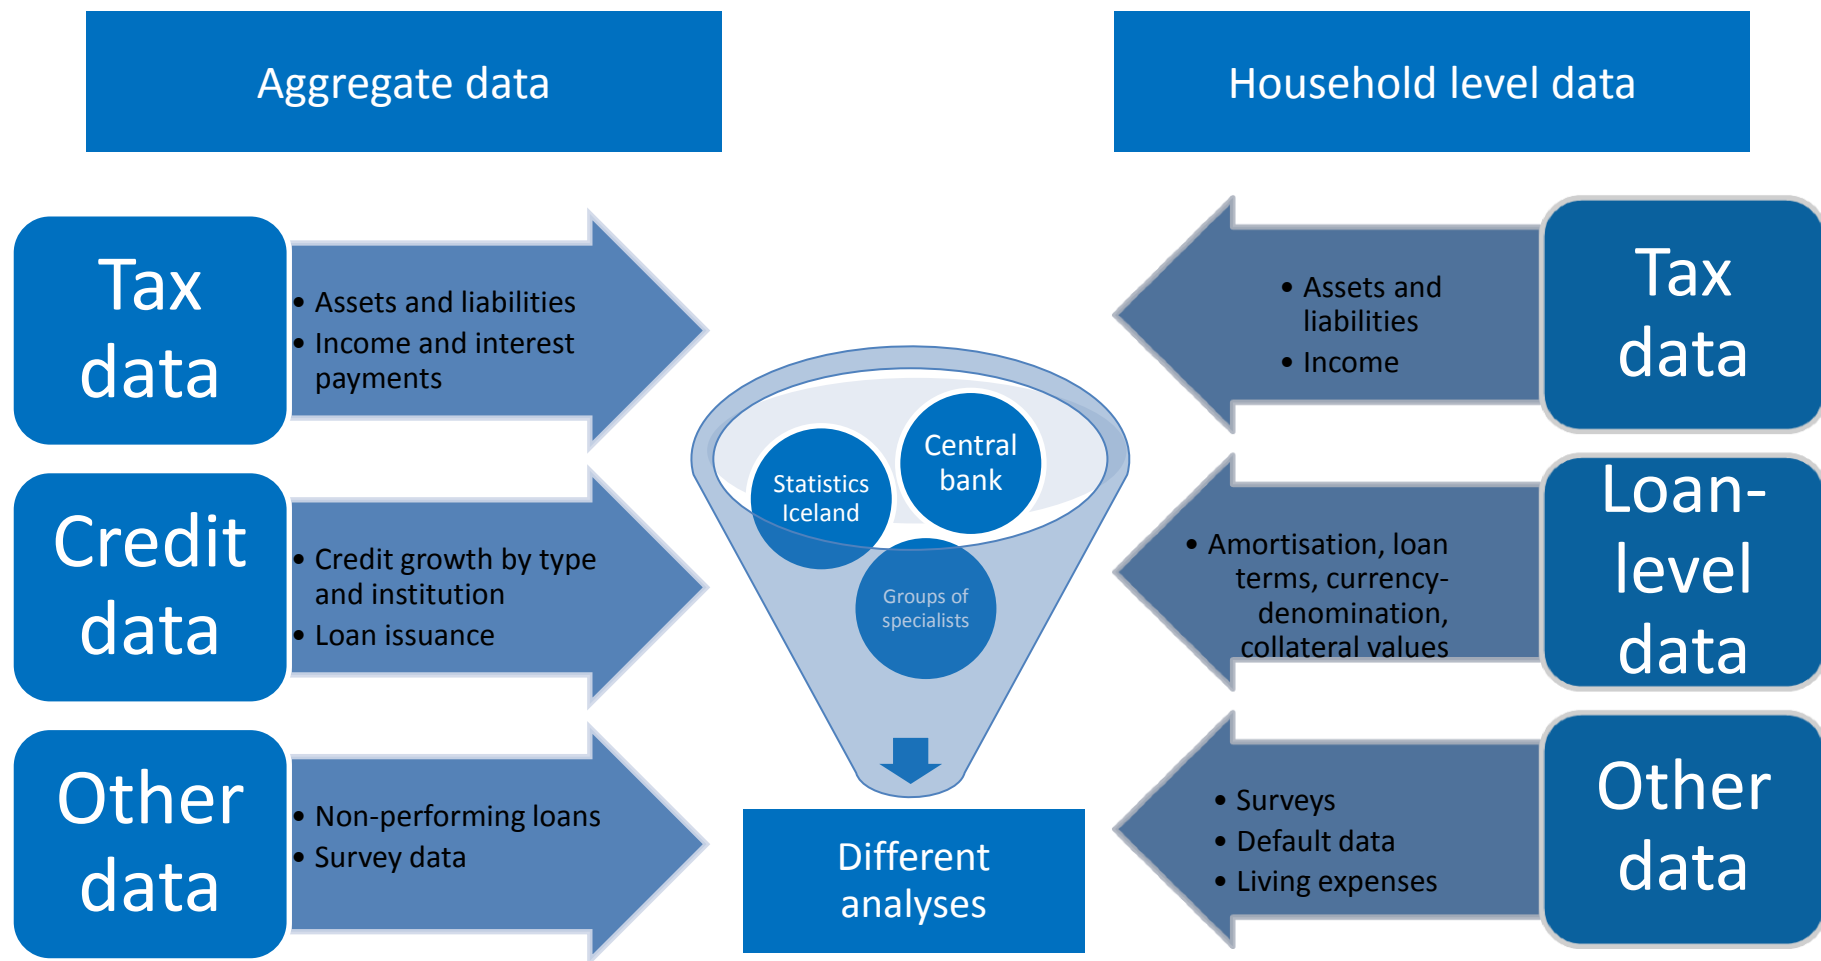 Aggregate data
Household level data
Tax
data
• Assets and liabilities
• Income and interest
payments
Credit
data
• Credit growth by type
and institution
• Loan issuance
Other
data
• Non-performing loans
• Survey data
Statistics
Iceland
Central
bank
Groups of
specialists
Different
analyses
• Assets and
liabilities
• Income
Tax
data
• Amortisation, loan
terms, currency-
denomination,
collateral values
Loan-
level
data
• Surveys
• Default data
• Living expenses
Other
data